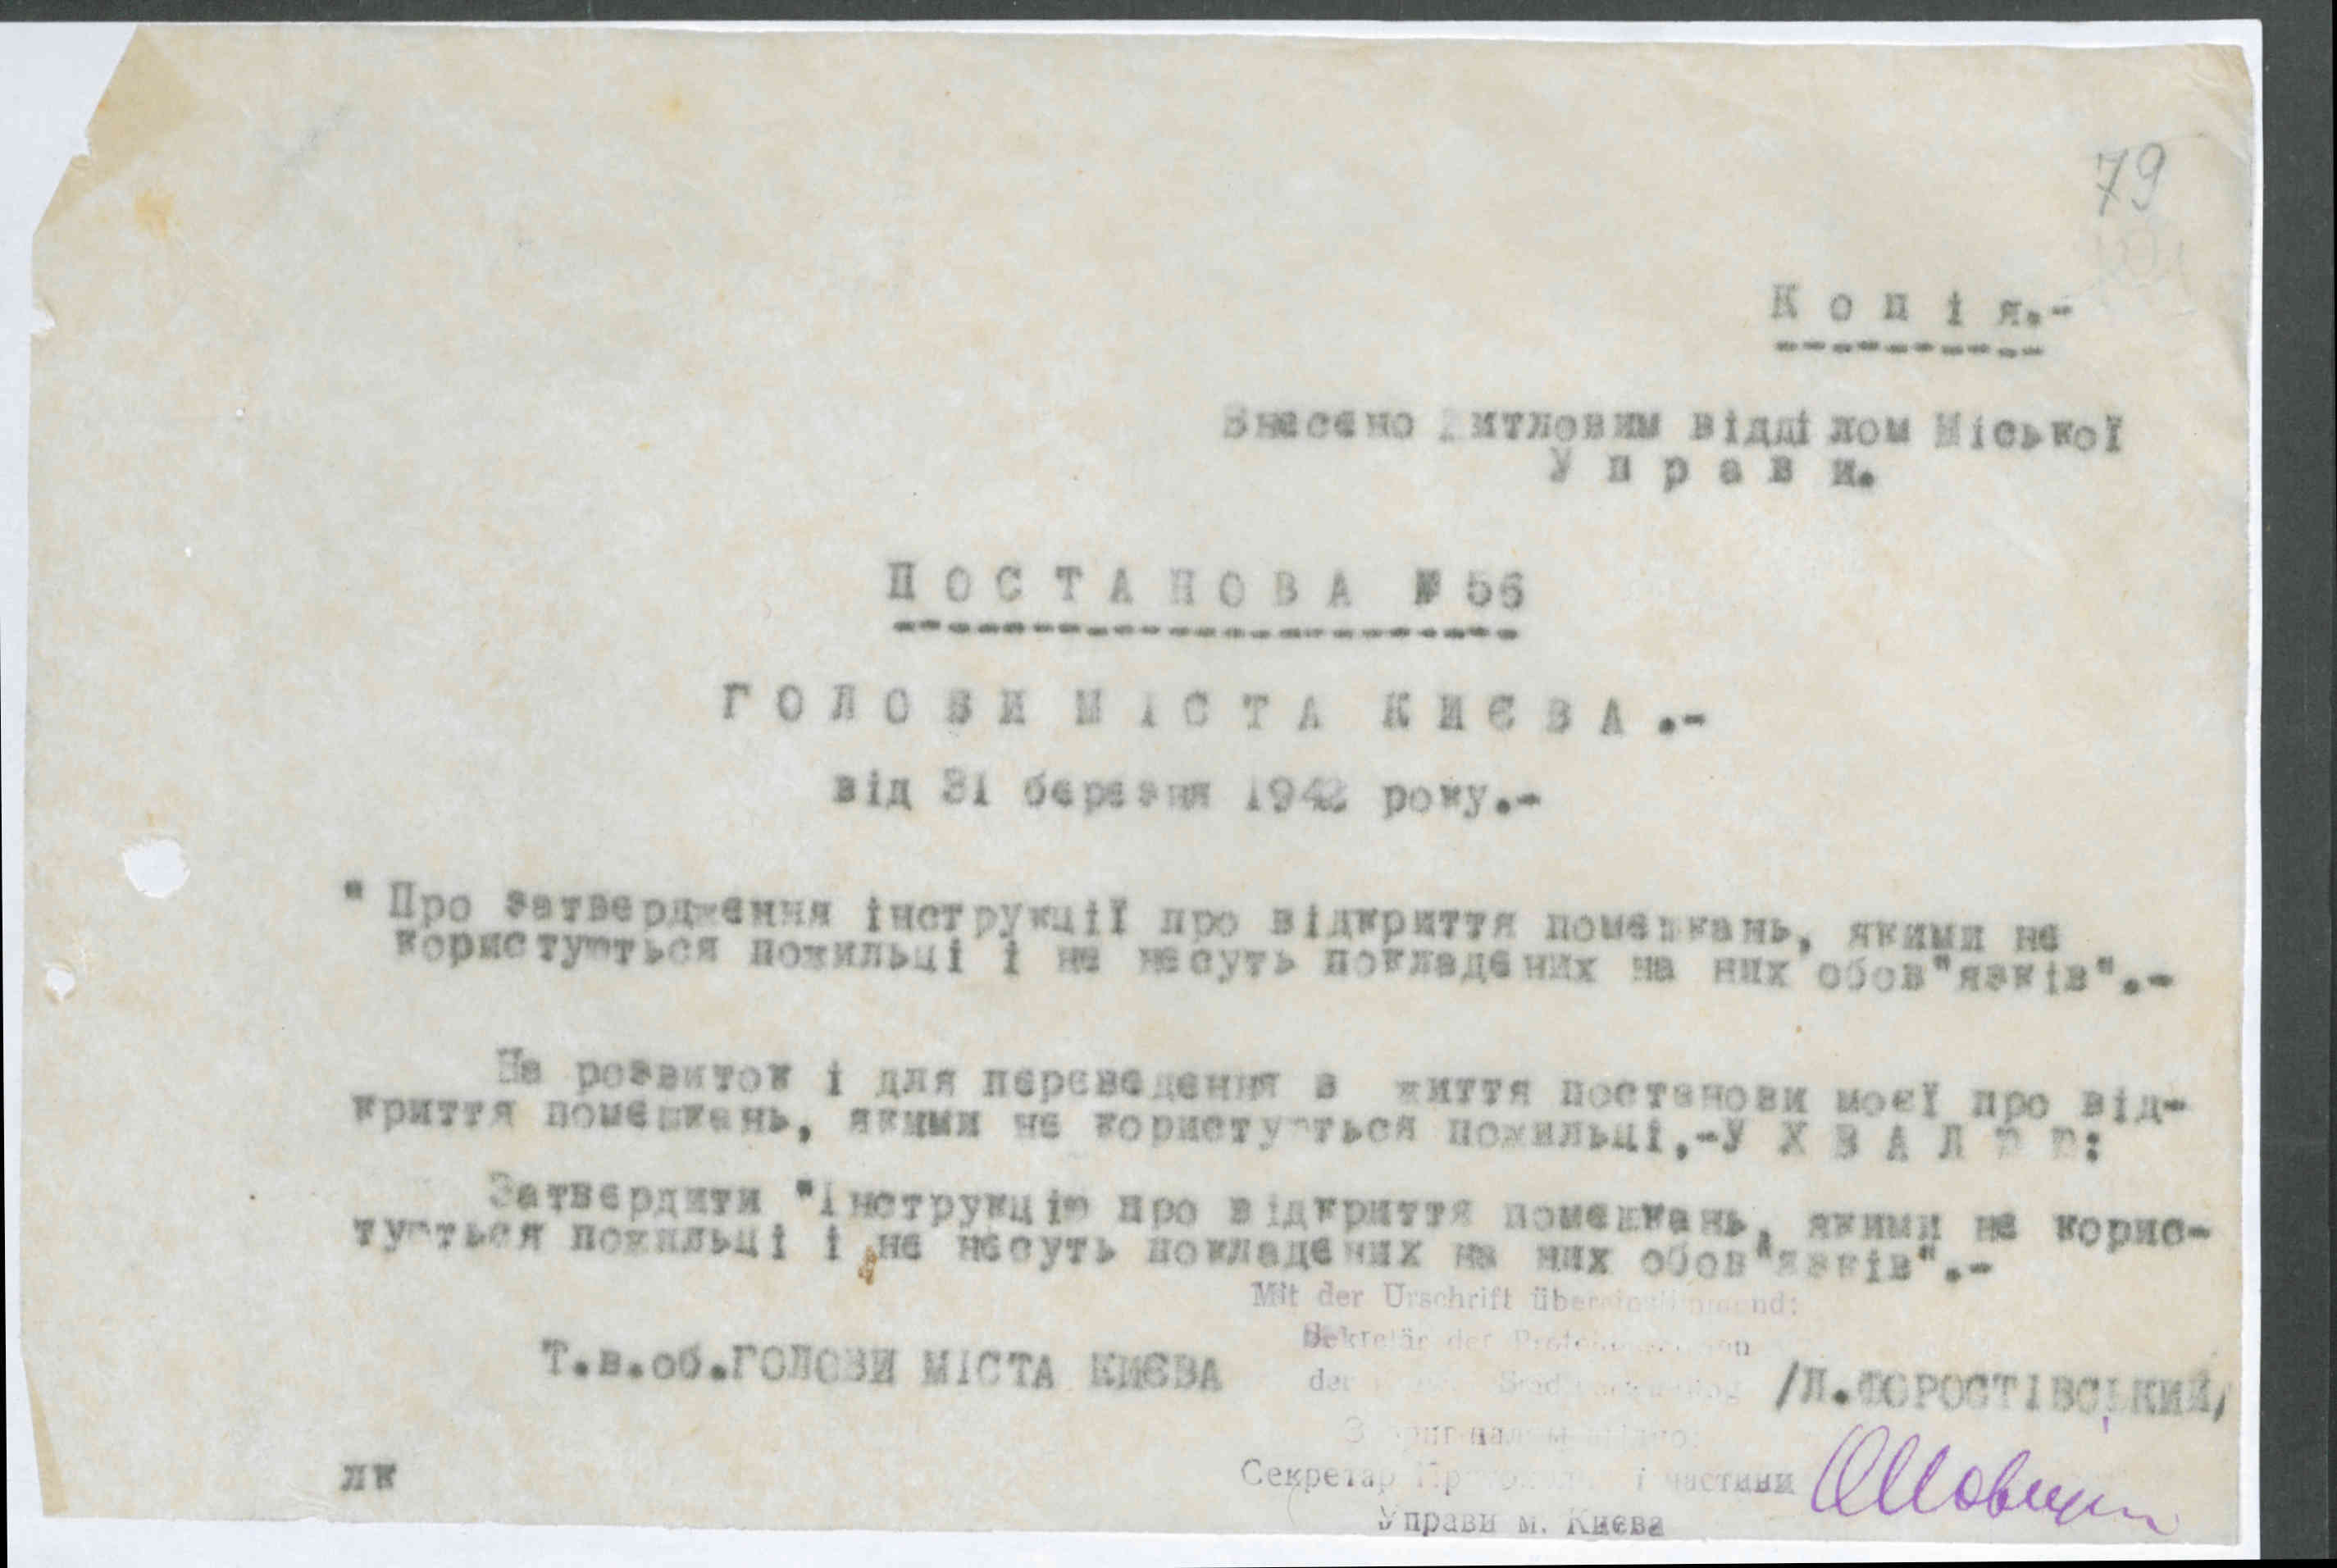 79
К о п і я.-
Внесено Житловим відділом Міської
У п р а в и.
П О С Т А Н О В А № 56
Г О Л О В И М І С Т А К И Є В А .-
від 31 березня 1942 року.-
" Про затвердження інструкції про відкриття помешкань, якими не
користуються пожильці і не несуть покладених на них обов"язків".-
На розвиток і для переведення в життя постанови моєї про від-
криття помешкань, якими не користуються пожильці,-У Х В А Л Ю Ю:
Затвердити "Інструкцію про відкриття помешкань, якими не корис-
туються пожильці і не несуть покладених на них обов"язків".-
Mit der Urschrift übereinstimmend:
Sekretär der
Т.в.об.ГОЛОВИ МІСТА КИЄВА
der
/Л.ФОРОСТІВСЬКИЙ/
З оригіналом згідно:
лк
Секретар частини
Управи м. Києва